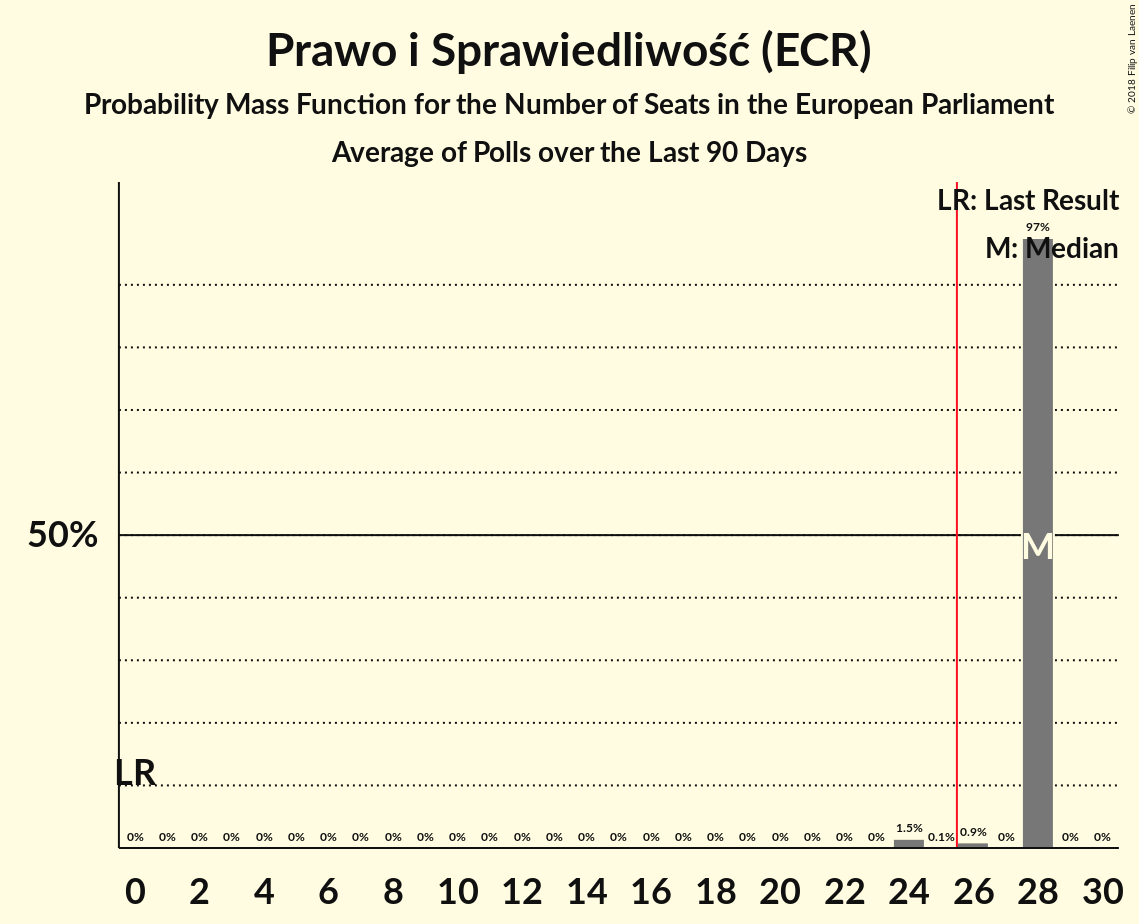 Prawo i Sprawiedliwość (ECR)
Probability Mass Function for the Number of Seats in the European Parliament
Average of Polls over the Last 90 Days
© 2018 Filip van Laenen
LR: Last Result
97%
M: Median
50%
M
LR
0% 0% 0% 0% 0% 0% 0% 0% 0% 0% 0% 0% 0% 0% 0% 0% 0% 0% 0% 0% 0% 0% 0% 0% 1.5% 0.1% 0.9% 0% 0% 0%
0 2 4 6 8 10 12 14 16 18 20 22 24 26 28 30